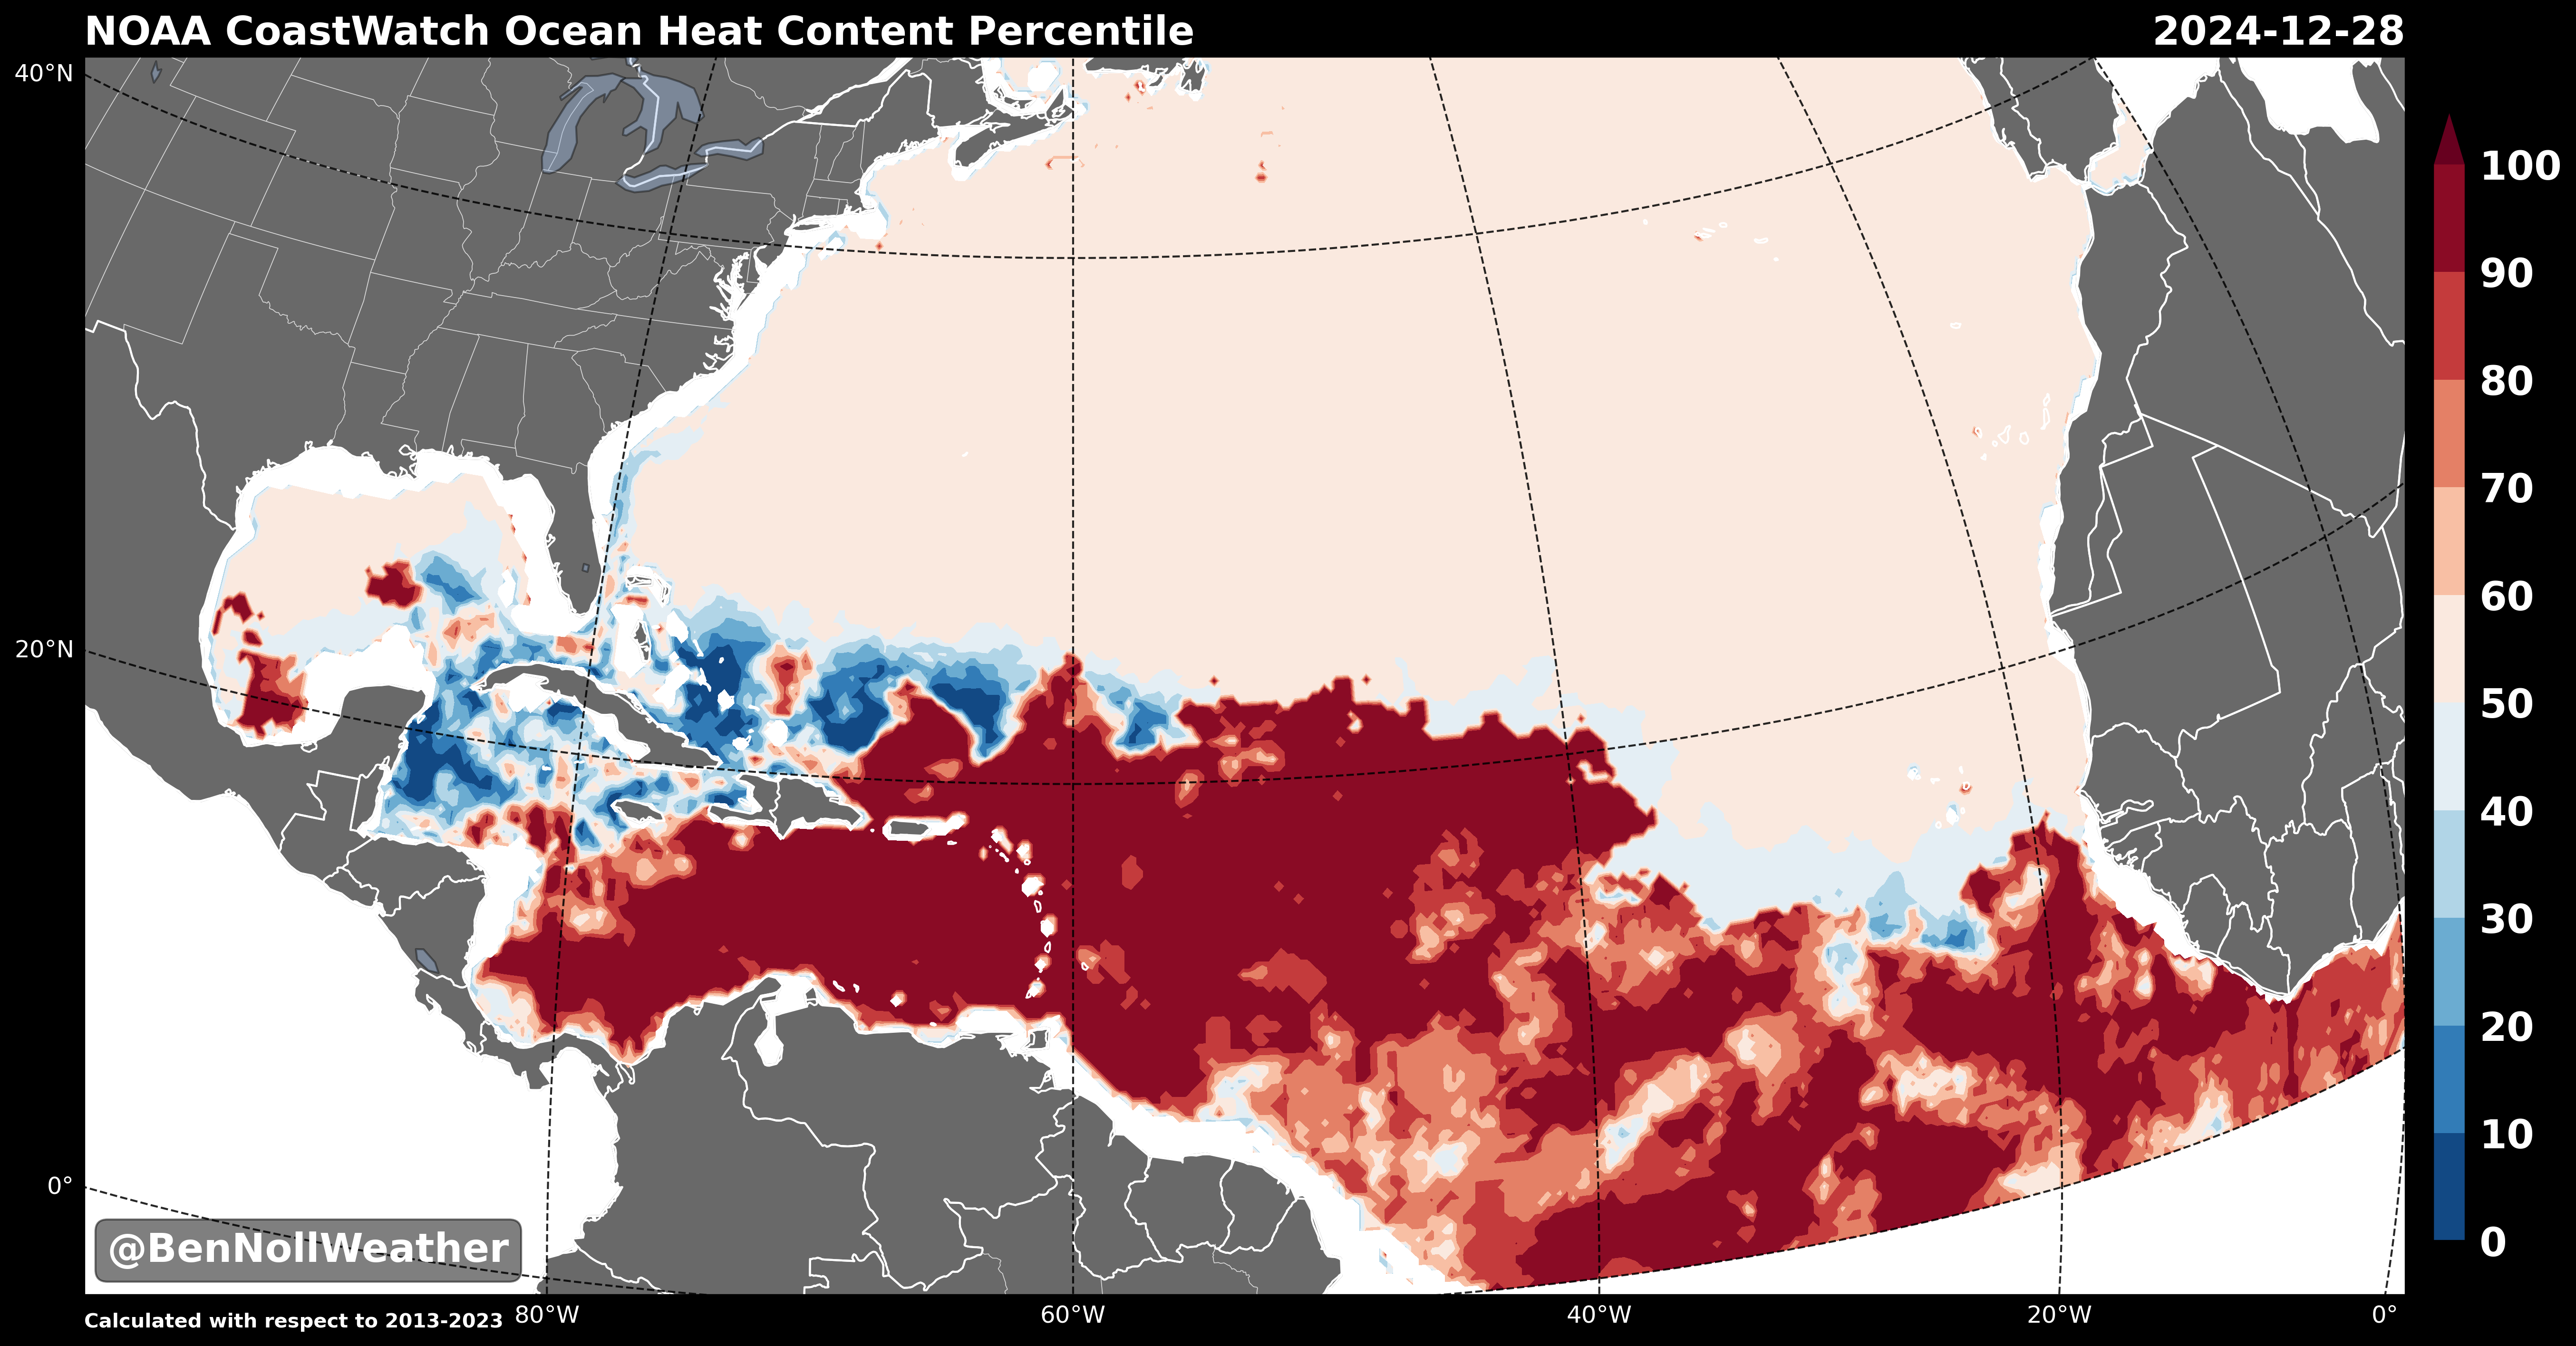 NOAA CoastWatch Ocean Heat Content Percentile
2024-12-28
40°N
20°N
0°
100
90
80
70
60
50
40
30
20
10
0
@BenNollWeather
Calculated with respect to 2013-2023
80°W
60°W
40°W
20°W
0°